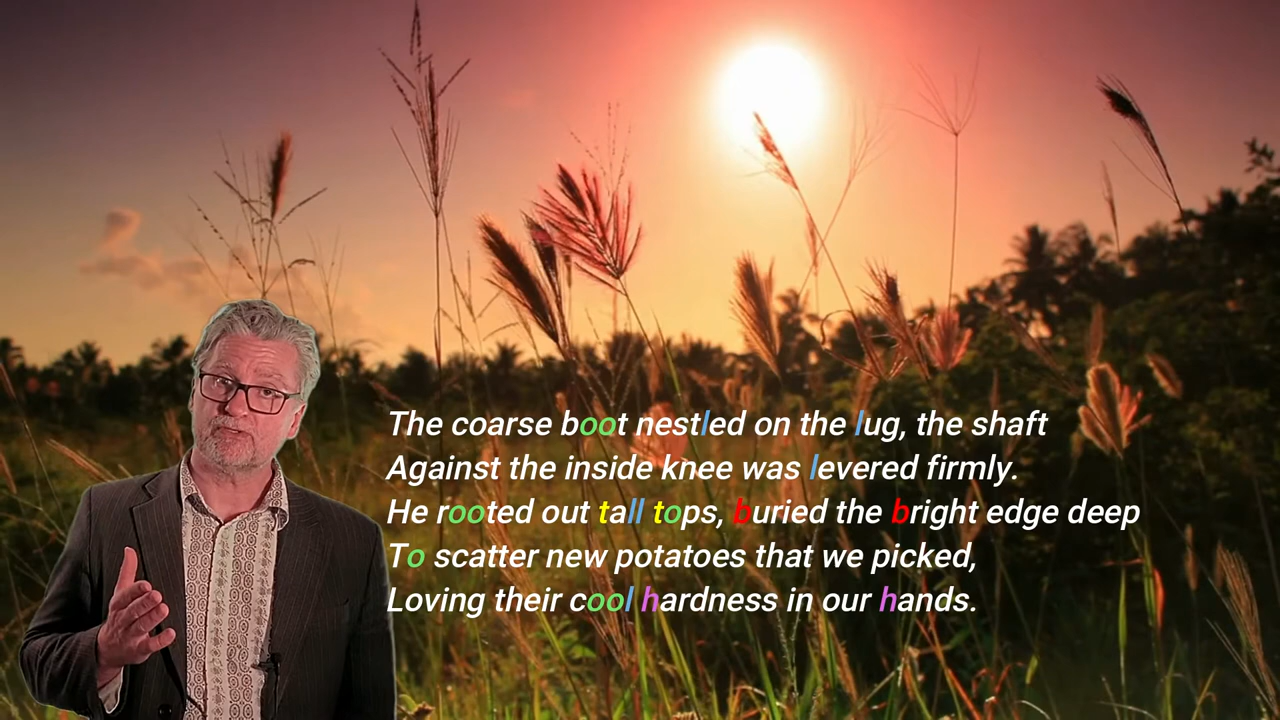 The coarse boot nestled on the lug, the shaft
Against the inside knee was levered firmly.
He rooted out tall tops, buried the bright edge deep
To scatter new potatoes that we picked,
Loving their cool hardness in our hands.